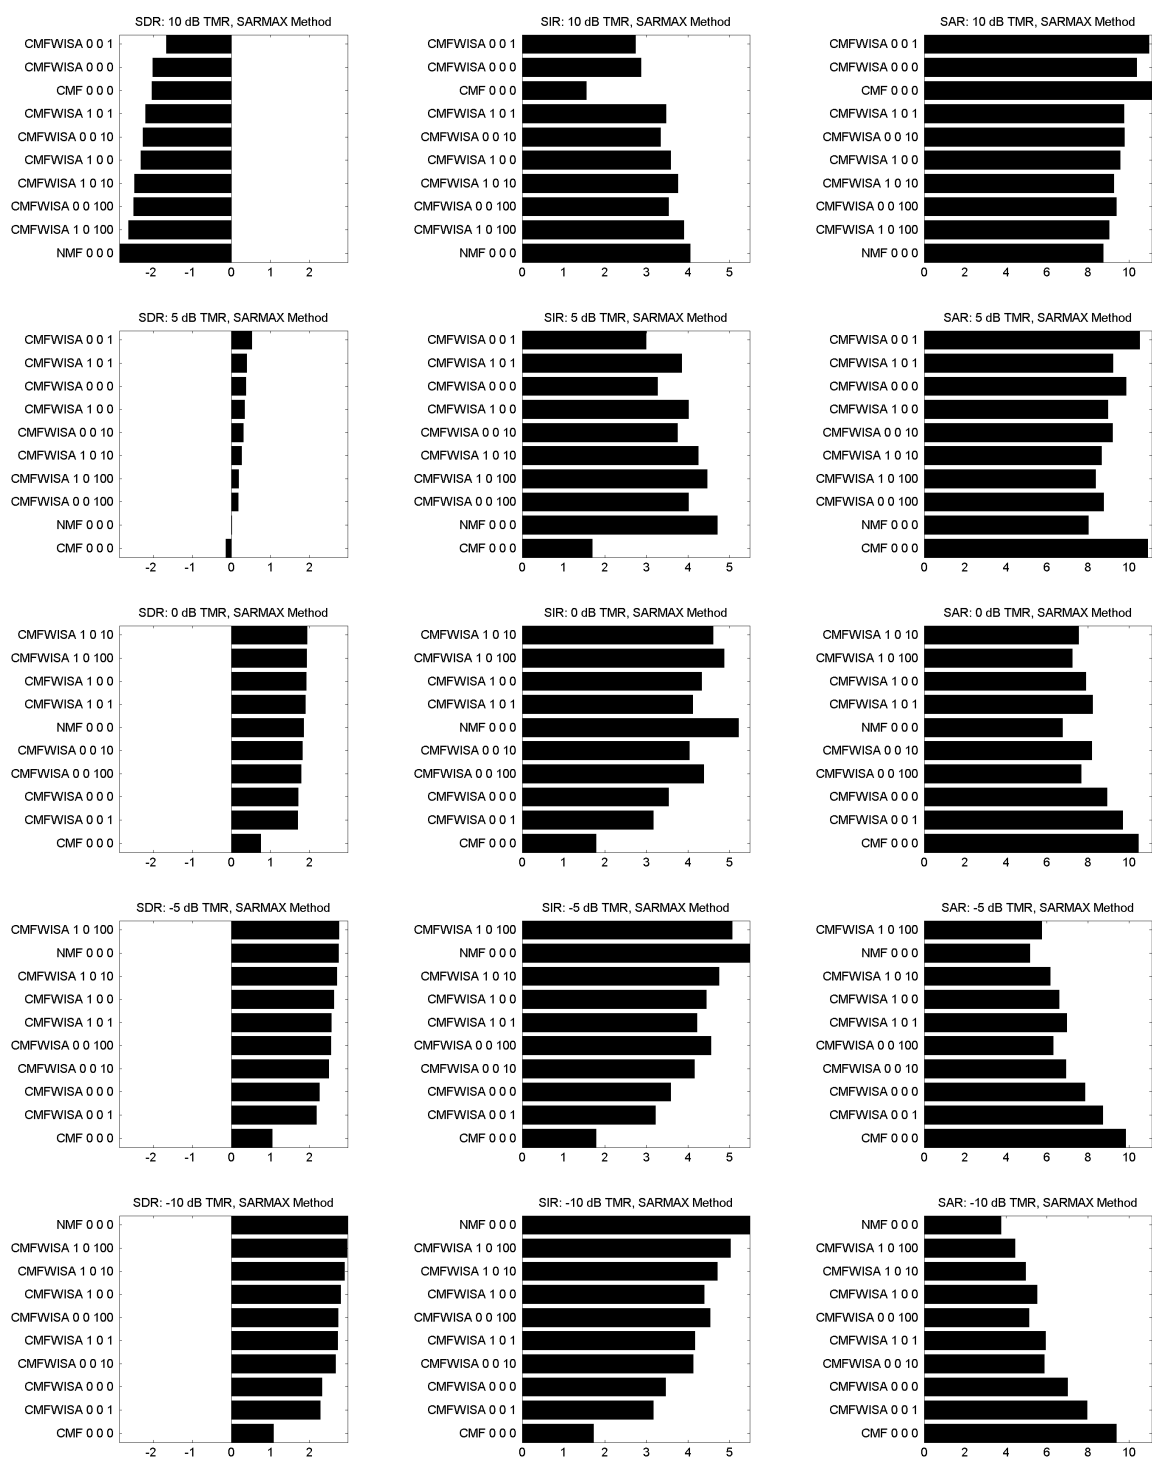 SDR: 10 dB TMR, SARMAX Method
CMFWISA 0 0 1
CMFWISA 0 0 0
CMF 0 0 0
CMFWISA 1 0 1
CMFWISA 0 0 10
CMFWISA 1 0 0
CMFWISA 1 0 10
CMFWISA 0 0 100
CMFWISA 1 0 100
NMF 0 0 0
-2 -1 0 1 2
SIR: 10 dB TMR, SARMAX Method
CMFWISA 0 0 1
CMFWISA 0 0 0
CMF 0 0 0
CMFWISA 1 0 1
CMFWISA 0 0 10
CMFWISA 1 0 0
CMFWISA 1 0 10
CMFWISA 0 0 100
CMFWISA 1 0 100
NMF 0 0 0
0 1 2 3 4 5
SAR: 10 dB TMR, SARMAX Method
CMFWISA 0 0 1
CMFWISA 0 0 0
CMF 0 0 0
CMFWISA 1 0 1
CMFWISA 0 0 10
CMFWISA 1 0 0
CMFWISA 1 0 10
CMFWISA 0 0 100
CMFWISA 1 0 100
NMF 0 0 0
0 2 4 6 8 10
SDR: 5 dB TMR, SARMAX Method
CMFWISA 0 0 1
CMFWISA 1 0 1
CMFWISA 0 0 0
CMFWISA 1 0 0
CMFWISA 0 0 10
CMFWISA 1 0 10
CMFWISA 1 0 100
CMFWISA 0 0 100
NMF 0 0 0
CMF 0 0 0
-2 -1 0 1 2
SIR: 5 dB TMR, SARMAX Method
CMFWISA 0 0 1
CMFWISA 1 0 1
CMFWISA 0 0 0
CMFWISA 1 0 0
CMFWISA 0 0 10
CMFWISA 1 0 10
CMFWISA 1 0 100
CMFWISA 0 0 100
NMF 0 0 0
CMF 0 0 0
0 1 2 3 4 5
SAR: 5 dB TMR, SARMAX Method
CMFWISA 0 0 1
CMFWISA 1 0 1
CMFWISA 0 0 0
CMFWISA 1 0 0
CMFWISA 0 0 10
CMFWISA 1 0 10
CMFWISA 1 0 100
CMFWISA 0 0 100
NMF 0 0 0
CMF 0 0 0
0 2 4 6 8 10
SDR: 0 dB TMR, SARMAX Method
CMFWISA 1 0 10
CMFWISA 1 0 100
CMFWISA 1 0 0
CMFWISA 1 0 1
NMF 0 0 0
CMFWISA 0 0 10
CMFWISA 0 0 100
CMFWISA 0 0 0
CMFWISA 0 0 1
CMF 0 0 0
-2 -1 0 1 2
SIR: 0 dB TMR, SARMAX Method
CMFWISA 1 0 10
CMFWISA 1 0 100
CMFWISA 1 0 0
CMFWISA 1 0 1
NMF 0 0 0
CMFWISA 0 0 10
CMFWISA 0 0 100
CMFWISA 0 0 0
CMFWISA 0 0 1
CMF 0 0 0
0 1 2 3 4 5
SAR: 0 dB TMR, SARMAX Method
CMFWISA 1 0 10
CMFWISA 1 0 100
CMFWISA 1 0 0
CMFWISA 1 0 1
NMF 0 0 0
CMFWISA 0 0 10
CMFWISA 0 0 100
CMFWISA 0 0 0
CMFWISA 0 0 1
CMF 0 0 0
0 2 4 6 8 10
SDR: -5 dB TMR, SARMAX Method
CMFWISA 1 0 100
NMF 0 0 0
CMFWISA 1 0 10
CMFWISA 1 0 0
CMFWISA 1 0 1
CMFWISA 0 0 100
CMFWISA 0 0 10
CMFWISA 0 0 0
CMFWISA 0 0 1
CMF 0 0 0
-2 -1 0 1 2
SIR: -5 dB TMR, SARMAX Method
CMFWISA 1 0 100
NMF 0 0 0
CMFWISA 1 0 10
CMFWISA 1 0 0
CMFWISA 1 0 1
CMFWISA 0 0 100
CMFWISA 0 0 10
CMFWISA 0 0 0
CMFWISA 0 0 1
CMF 0 0 0
0 1 2 3 4 5
SAR: -5 dB TMR, SARMAX Method
CMFWISA 1 0 100
NMF 0 0 0
CMFWISA 1 0 10
CMFWISA 1 0 0
CMFWISA 1 0 1
CMFWISA 0 0 100
CMFWISA 0 0 10
CMFWISA 0 0 0
CMFWISA 0 0 1
CMF 0 0 0
0 2 4 6 8 10
SDR: -10 dB TMR, SARMAX Method
NMF 0 0 0
CMFWISA 1 0 100
CMFWISA 1 0 10
CMFWISA 1 0 0
CMFWISA 0 0 100
CMFWISA 1 0 1
CMFWISA 0 0 10
CMFWISA 0 0 0
CMFWISA 0 0 1
CMF 0 0 0
-2 -1 0 1 2
SIR: -10 dB TMR, SARMAX Method
NMF 0 0 0
CMFWISA 1 0 100
CMFWISA 1 0 10
CMFWISA 1 0 0
CMFWISA 0 0 100
CMFWISA 1 0 1
CMFWISA 0 0 10
CMFWISA 0 0 0
CMFWISA 0 0 1
CMF 0 0 0
0 1 2 3 4 5
SAR: -10 dB TMR, SARMAX Method
NMF 0 0 0
CMFWISA 1 0 100
CMFWISA 1 0 10
CMFWISA 1 0 0
CMFWISA 0 0 100
CMFWISA 1 0 1
CMFWISA 0 0 10
CMFWISA 0 0 0
CMFWISA 0 0 1
CMF 0 0 0
0 2 4 6 8 10